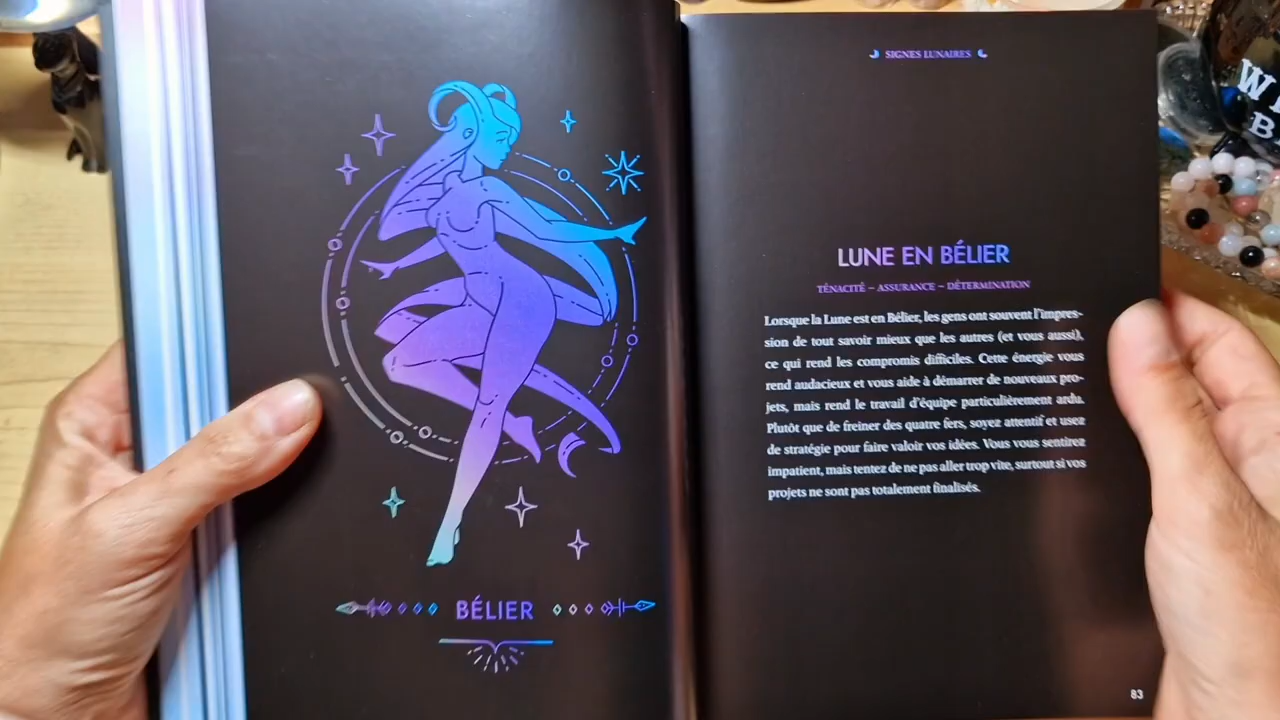 BÉLIER
SIGNES LUNAIRES
LUNE EN BÉLIER
TÉNACITÉ – ASSURANCE – DÉTERMINATION
Lorsque la Lune est en Bélier, les gens ont souvent l'impres-
sion de tout savoir mieux que les autres (et vous aussi),
ce qui rend les compromis difficiles. Cette énergie vous
rend audacieux et vous aide à démarrer de nouveaux pro-
jets, mais rend le travail d'équipe particulièrement ardu.
Plutôt que de freiner des quatre fers, soyez attentif et usez
de stratégie pour faire valoir vos idées. Vous vous sentirez
impatient, mais tentez de ne pas aller trop vite, surtout si vos
projets ne sont pas totalement finalisés.
83